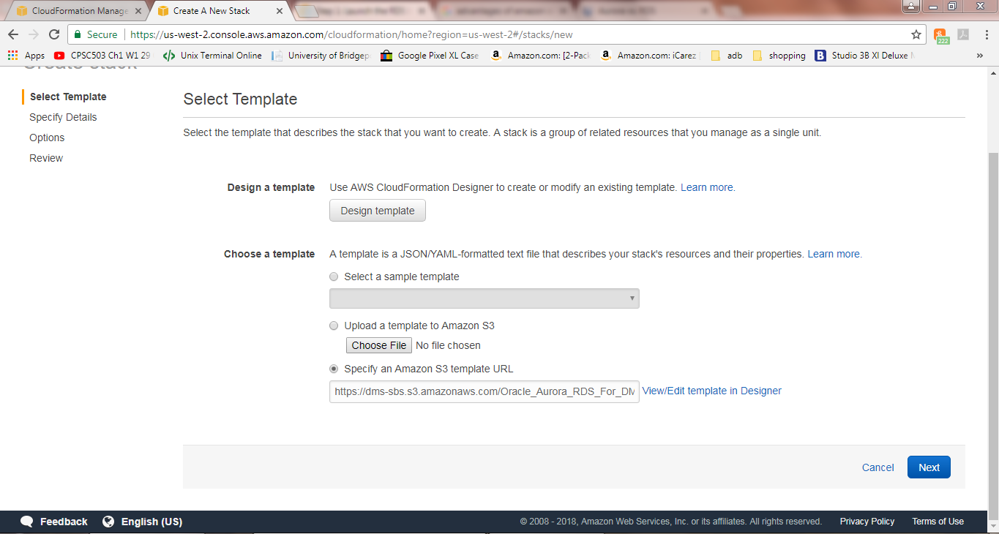 CloudFormation Manage
Create A New Stack
Secure
https://us-west-2.console.aws.amazon.com/cloudformation/home?region=us-west-2#/stacks/new
222
Apps
CPSC503 Ch1 W1 29
Unix Terminal Online
University of Bridgep
Google Pixel XL Case
Amazon.com: [2-Pack
Amazon.com: iCarez
adb
shopping
Studio 3B XI Deluxe
»
Create stack
Select Template
Specify Details
Options
Review
Select Template
Select the template that describes the stack that you want to create. A stack is a group of related resources that you manage as a single unit.
Design a template
Use AWS CloudFormation Designer to create or modify an existing template. Learn more.
Design template
Choose a template
A template is a JSON/YAML-formatted text file that describes your stack's resources and their properties. Learn more.
Select a sample template
Upload a template to Amazon S3
Choose File No file chosen
Specify an Amazon S3 template URL
https://dms-sbs.s3.amazonaws.com/Oracle_Aurora_RDS_For_DM
View/Edit template in Designer
Cancel
Next
Feedback
English (US)
© 2008 - 2018, Amazon Web Services, Inc. or its affiliates. All rights reserved.
Privacy Policy
Terms of Use